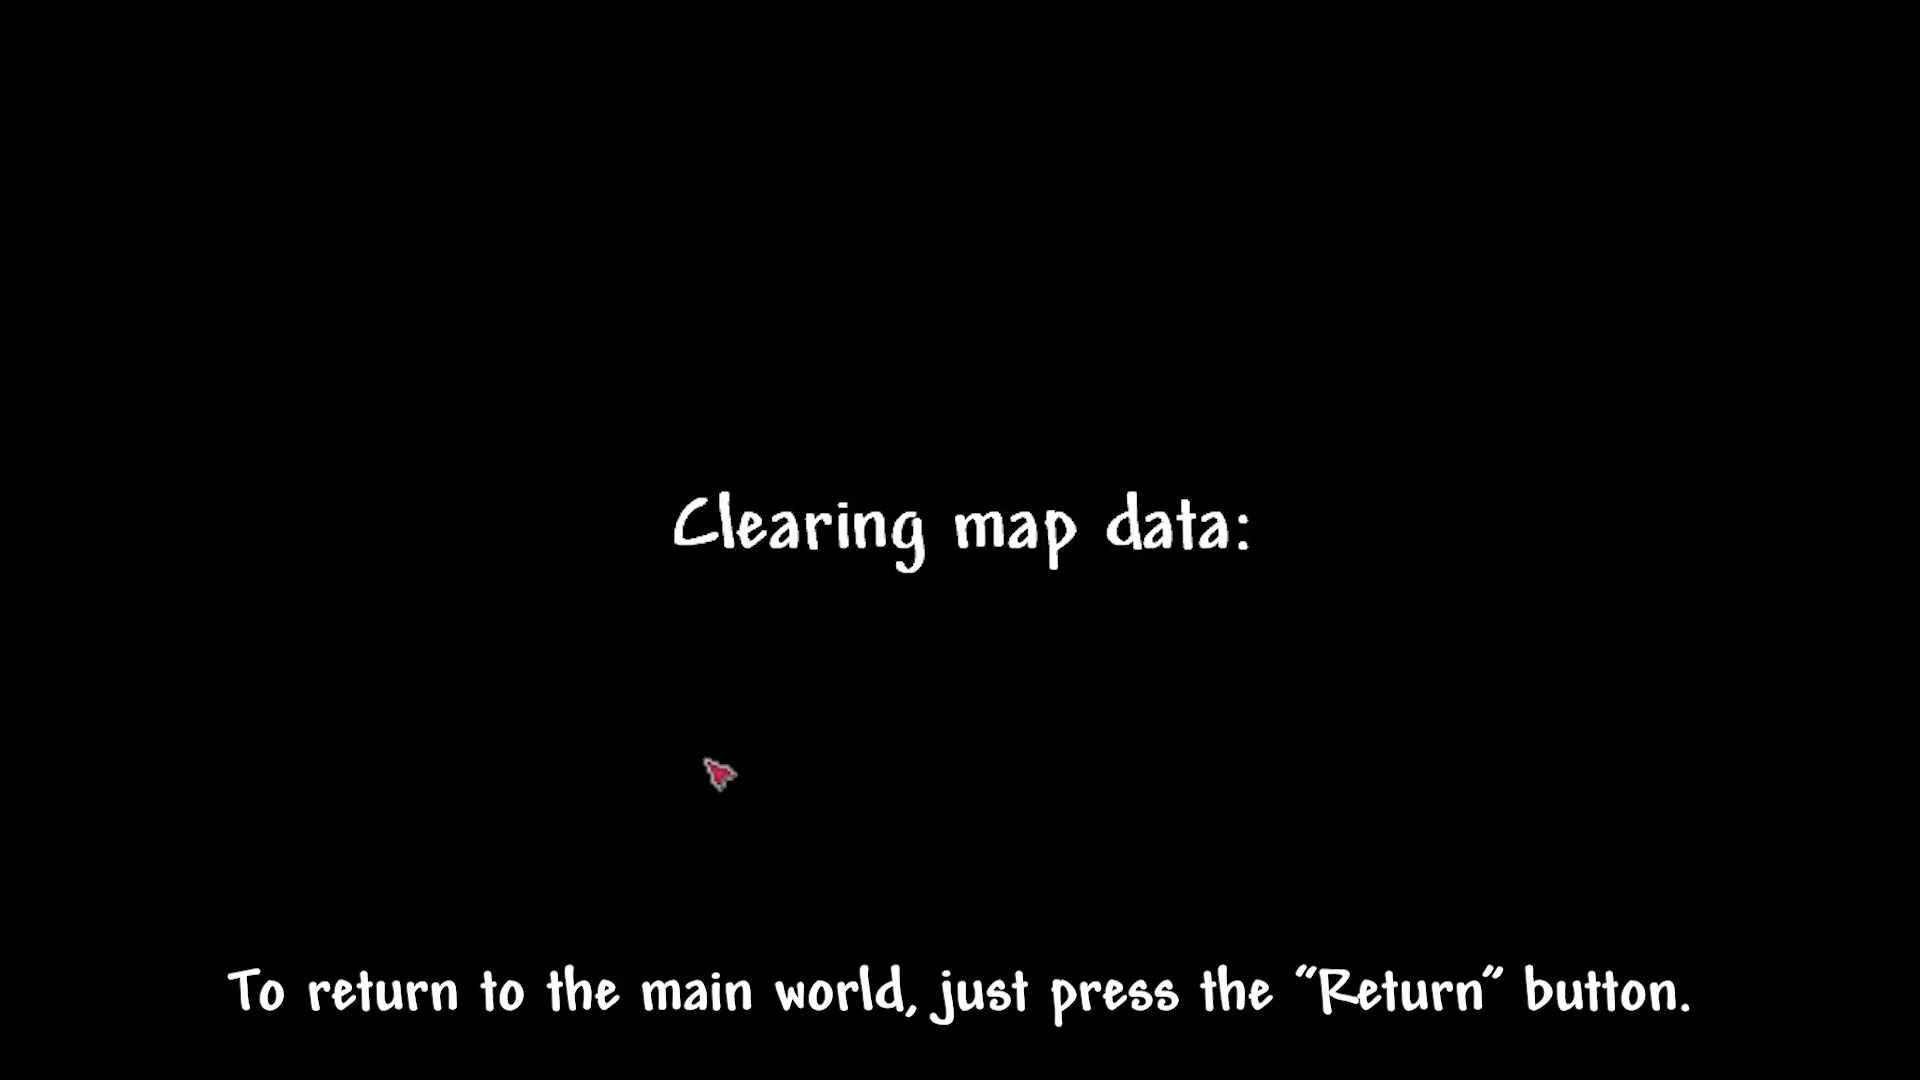 Clearing map data:
To return to the main world, just press the “Return” button.